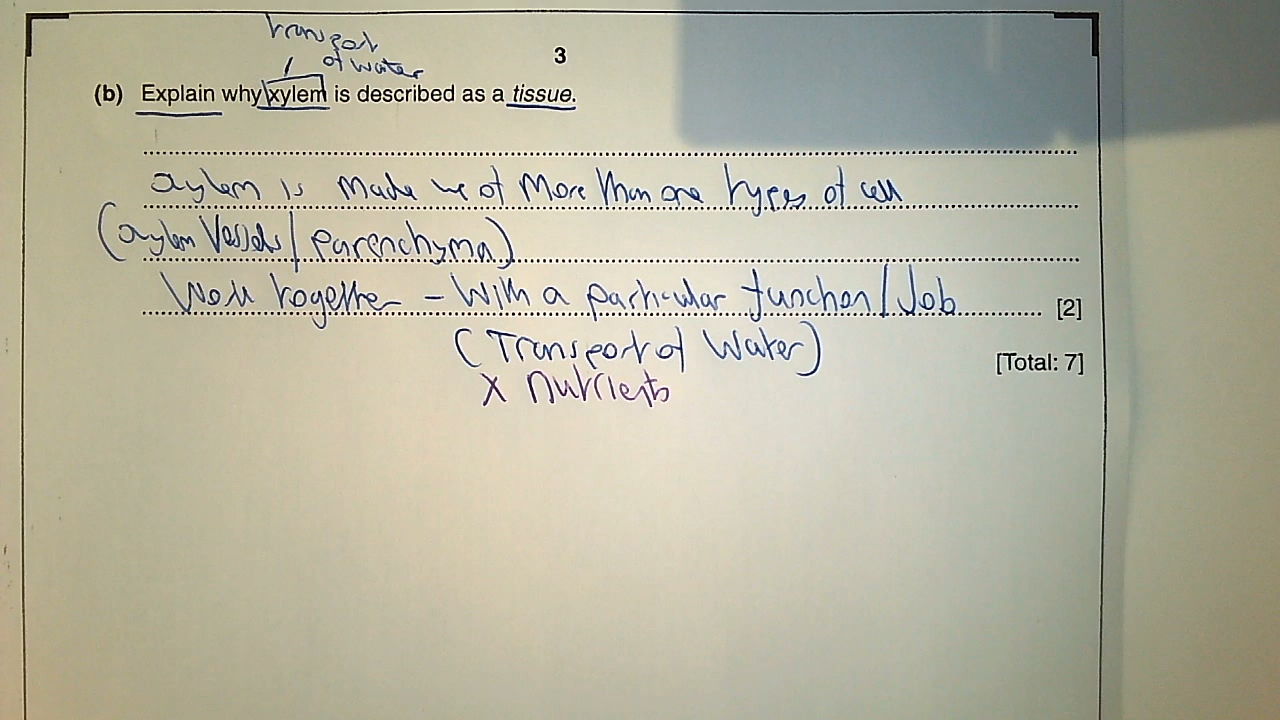 transport
of water
3
(b) Explain why xylem is described as a tissue.
xylem is made up of more than one types of cell
(xylem vessels / parenchyma)
Work together – With a particular function / Job [2]
(Transport of Water)
[Total: 7]
X nutrients